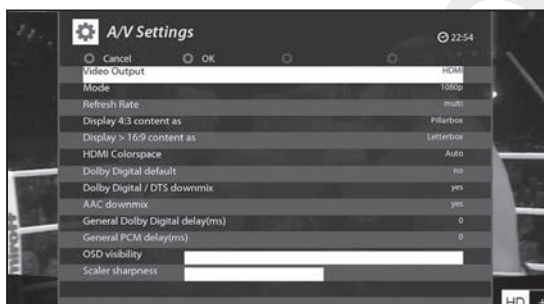 A/V Settings
22:54
Cancel OK
Video Output HDMI
Mode 1080p
Refresh Rate multi
Display 4:3 content as Pillarbox
Display > 16:9 content as Letterbox
HDMI Colorspace Auto
Dolby Digital default no
Dolby Digital / DTS downmix yes
AAC downmix yes
General Dolby Digital delay(ms) 0
General PCM delay(ms) 0
OSD visibility
Scaler sharpness
HD